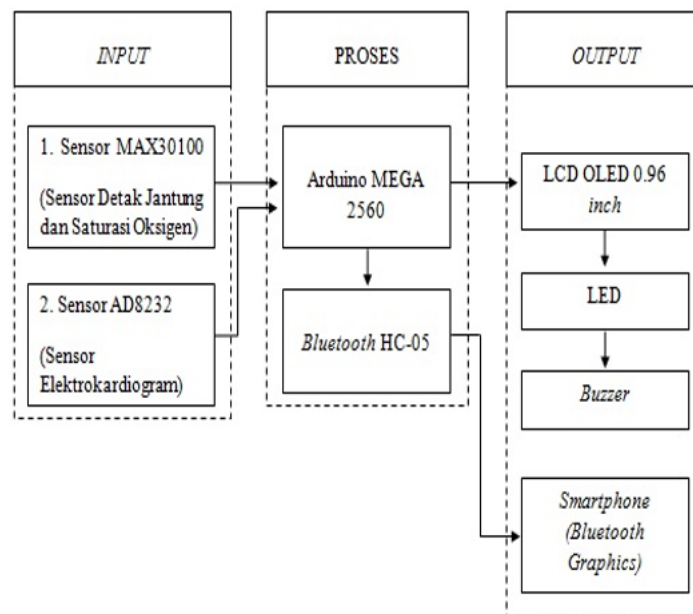 INPUT
PROSES
OUTPUT
1. Sensor MAX30100
(Sensor Detak Jantung
dan Saturasi Oksigen)
2. Sensor AD8232
(Sensor
Elektrokardiogram)
Arduino MEGA
2560
Bluetooth HC-05
LCD OLED 0.96
inch
LED
Buzzer
Smartphone
(Bluetooth
Graphics)